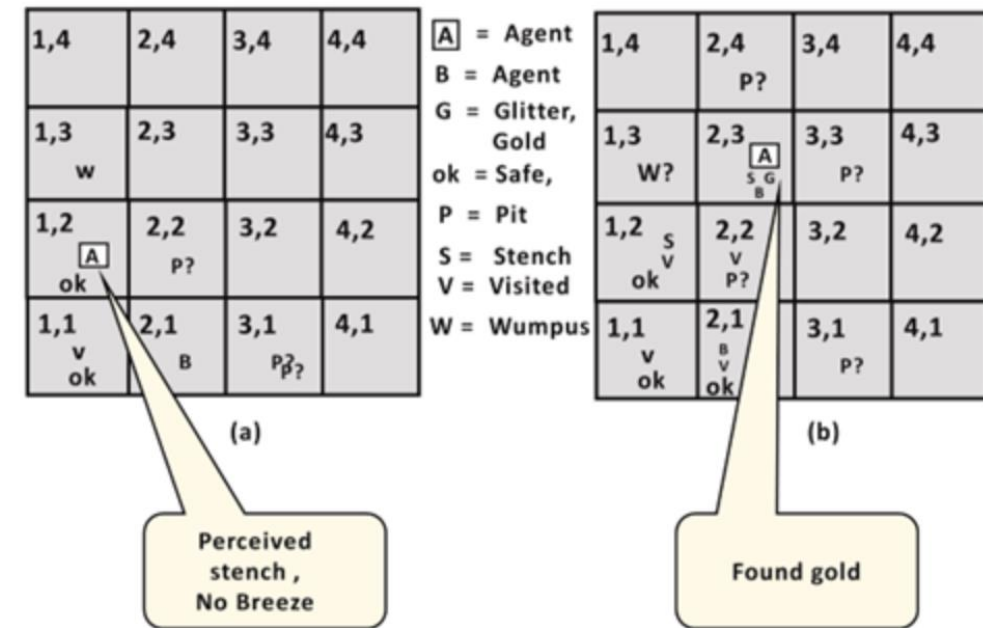 1,4 2,4 3,4 4,4
1,3 2,3 3,3 4,3
W
1,2 2,2 3,2 4,2
A P?
ok
1,1 2,1 3,1 4,1
v B P? P?
ok
(a)
Perceived
stench ,
No Breeze
A = Agent
B = Agent
G = Glitter,
Gold
ok = Safe,
P = Pit
S = Stench
V = Visited
W = Wumpus
1,4 2,4 3,4 4,4
P?
1,3 2,3 3,3 4,3
A
W? S G P?
B
1,2 2,2 3,2 4,2
S
V V
ok P?
1,1 2,1 3,1 4,1
B
v V P?
ok ok
(b)
Found gold